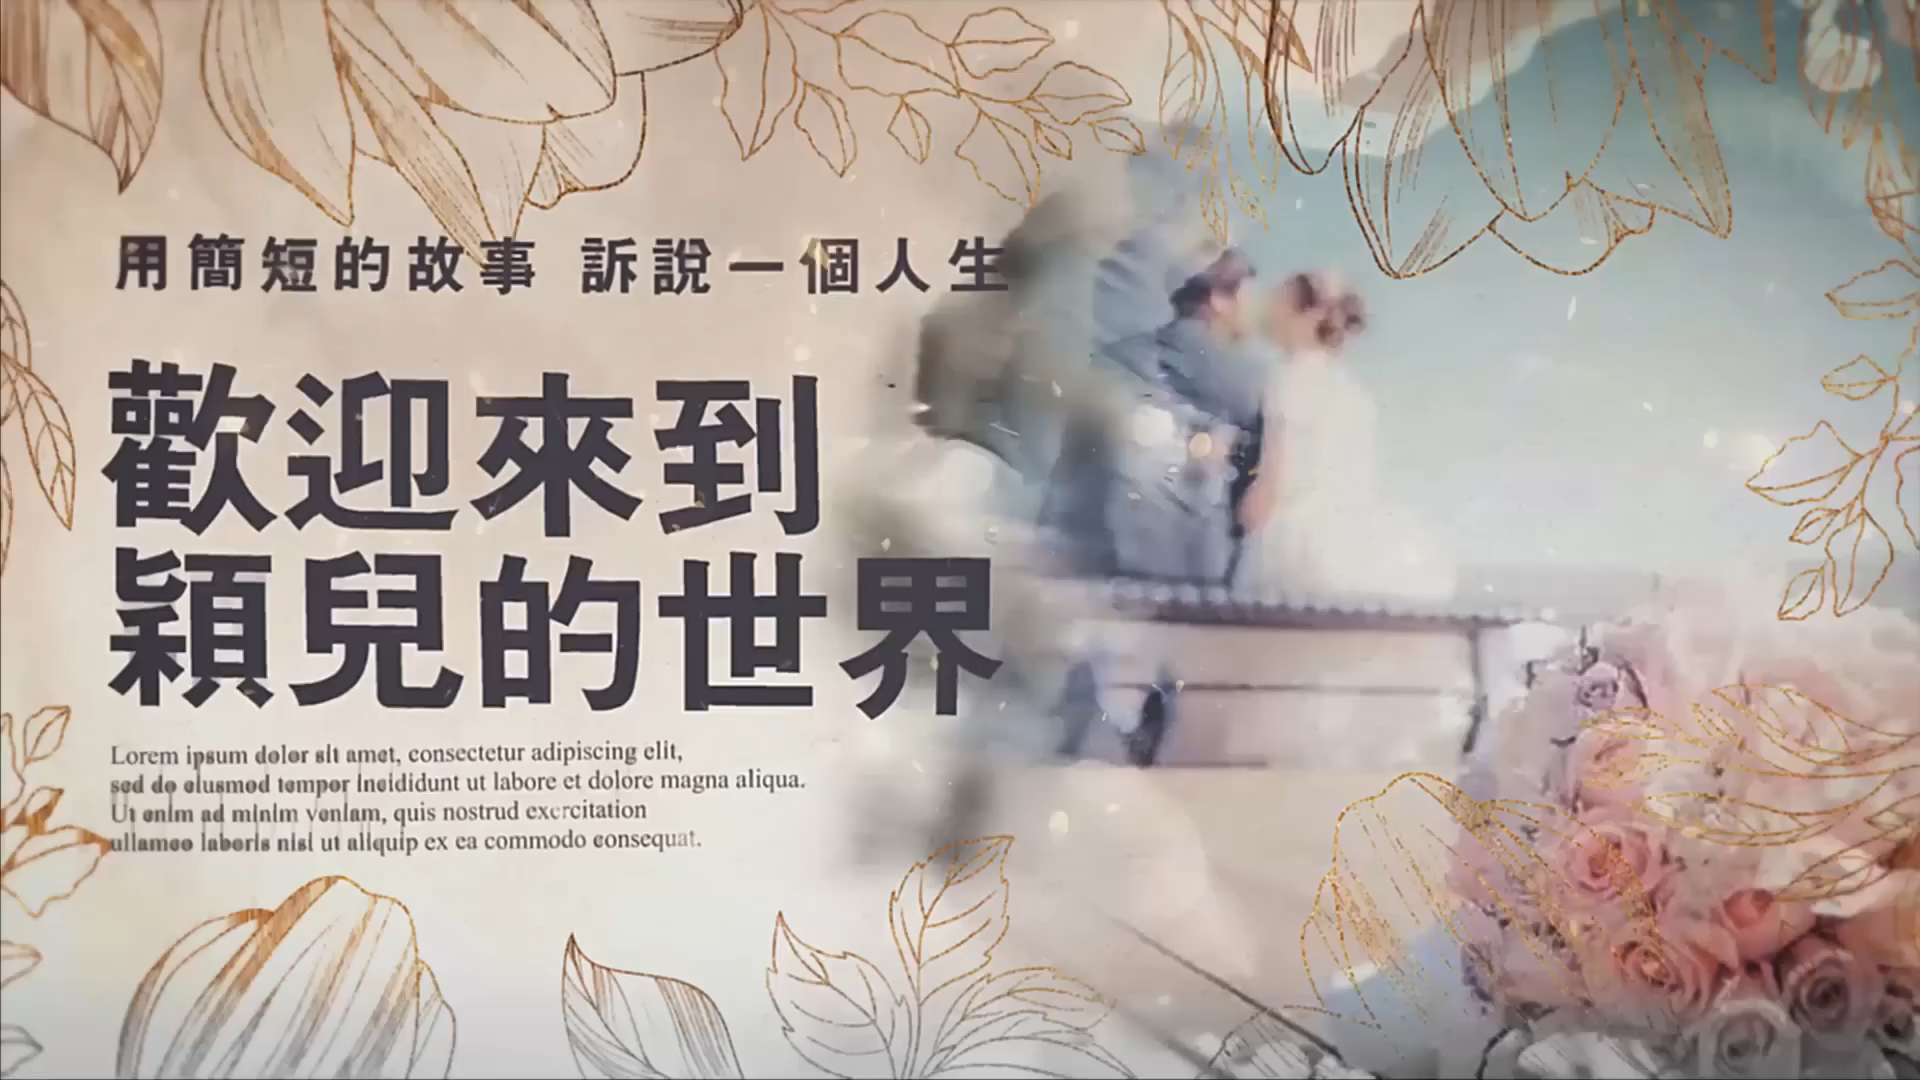 用簡短的故事 訴說一個人生
歡迎來到
穎兒的世界
Lorem ipsum dolor sit amet, consectetur adipiscing elit,
sed do eiusmod tempor incididunt ut labore et dolore magna aliqua.
Ut enim ad minim veniam, quis nostrud exercitation
ullamco laboris nisi ut aliquip ex ea commodo consequat.